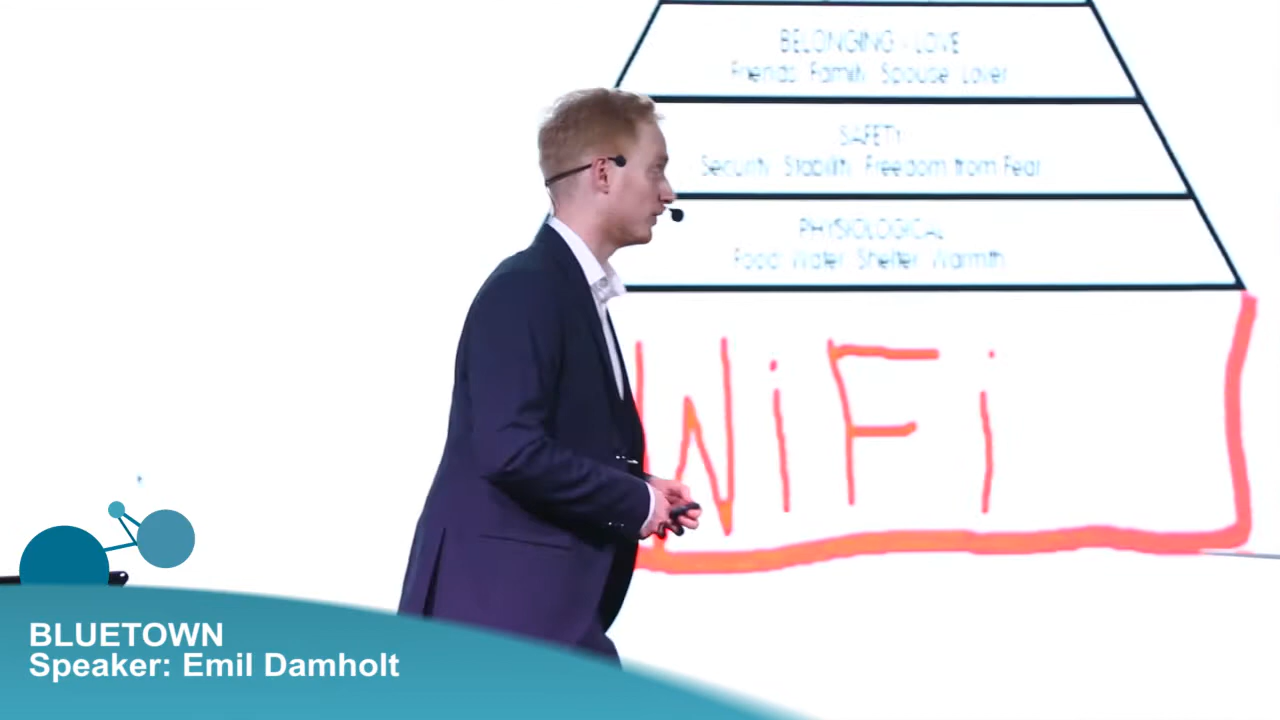 BELONGING - LOVE
Friends Family Spouse Lover
SAFETY
Security Stability Freedom from Fear
PHYSIOLOGICAL
Food Water Shelter Warmth
WiFi
BLUETOWN
Speaker: Emil Damholt